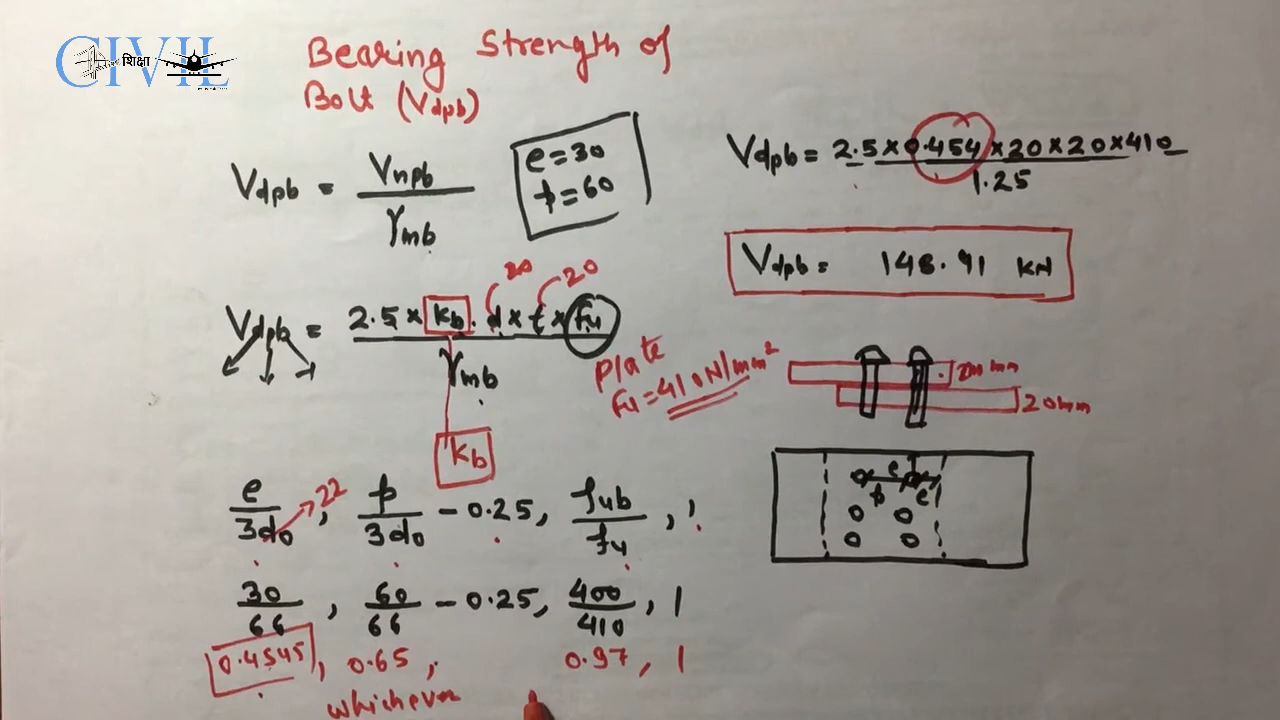 CIVIL शिक्षा
Bearing Strength of
Bolt (Vdpb)
Vdpb = Vnpb / γmb
e = 30
p = 60
Vdpb = 2.5 × 0.454 × 20 × 20 × 410 / 1.25
Vdpb = 148.91 KN
20 20
Vdpb = 2.5 × kb . d × t × Fu / γmb
Plate
Fu = 410 N/mm²
kb
200 mm
20mm
e
p e
e / 3d₀ , 22 p / 3d₀ - 0.25, fub / fu , 1
30 / 66 , 60 / 66 - 0.25, 400 / 410 , 1
0.4545 , 0.65 , 0.97 , 1
whichever